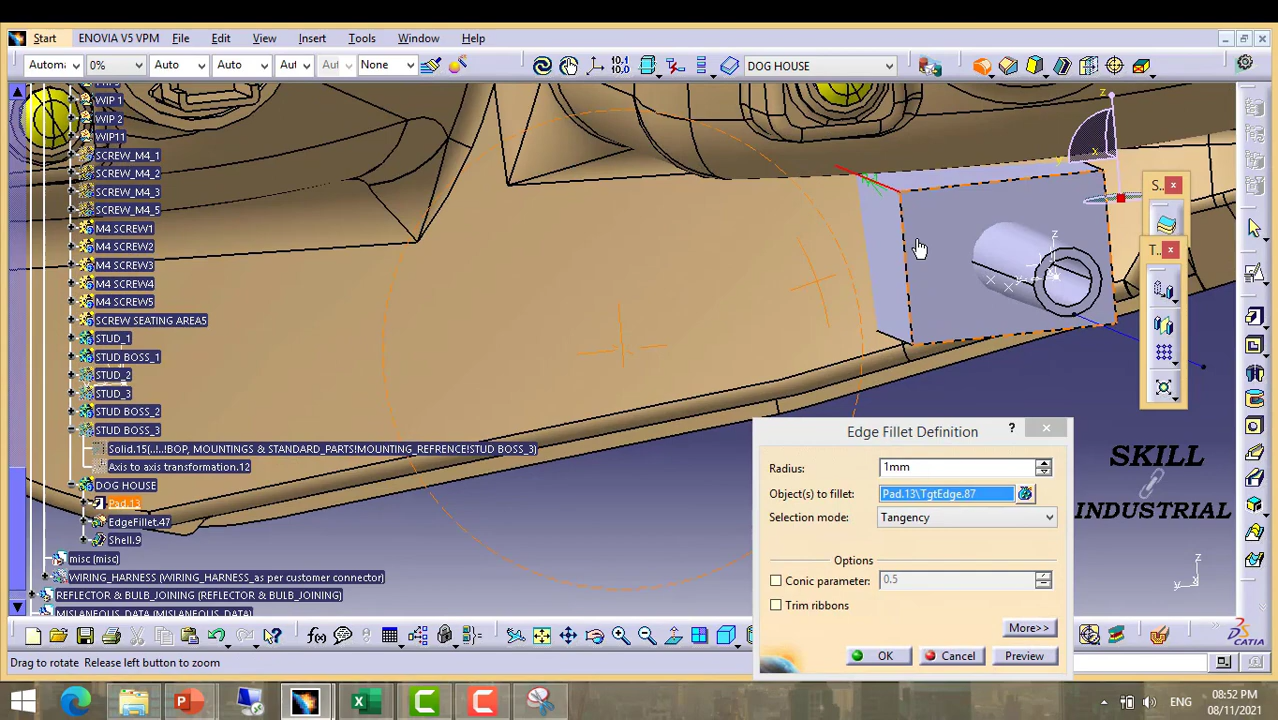 Start ENOVIA V5 VPM File Edit View Insert Tools Window Help
Automa 0% Auto Auto Aut Aut None DOG HOUSE
WIP 1
WIP 2
WIP11
SCREW_M4_1
SCREW_M4_2
SCREW_M4_3
SCREW_M4_5
M4 SCREW1
M4 SCREW2
M4 SCREW3
M4 SCREW4
M4 SCREW5
SCREW SEATING AREA5
STUD_1
STUD BOSS_1
STUD_2
STUD_3
STUD BOSS_2
STUD BOSS_3
Solid.15(..!..!BOP, MOUNTINGS & STANDARD_PARTS!MOUNTING_REFRENCE!STUD BOSS_3)
Axis to axis transformation.12
DOG HOUSE
Pad.13
EdgeFillet.47
Shell.9
misc (misc)
WIRING_HARNESS (WIRING_HARNESS_as per customer connector)
REFLECTOR & BULB_JOINING (REFLECTOR & BULB_JOINING)
MISLANEOUS_DATA (MISLANEOUS_DATA)
z
x
y
z
S..
T..
Edge Fillet Definition ?
Radius: 1mm
Object(s) to fillet: Pad.13\TgtEdge.87
Selection mode: Tangency
Options
Conic parameter: 0.5
Trim ribbons
More>>
OK Cancel Preview
SKILL
INDUSTRIAL
z
y x
CATIA
Drag to rotate Release left button to zoom
ENG
08:52 PM
08/11/2021